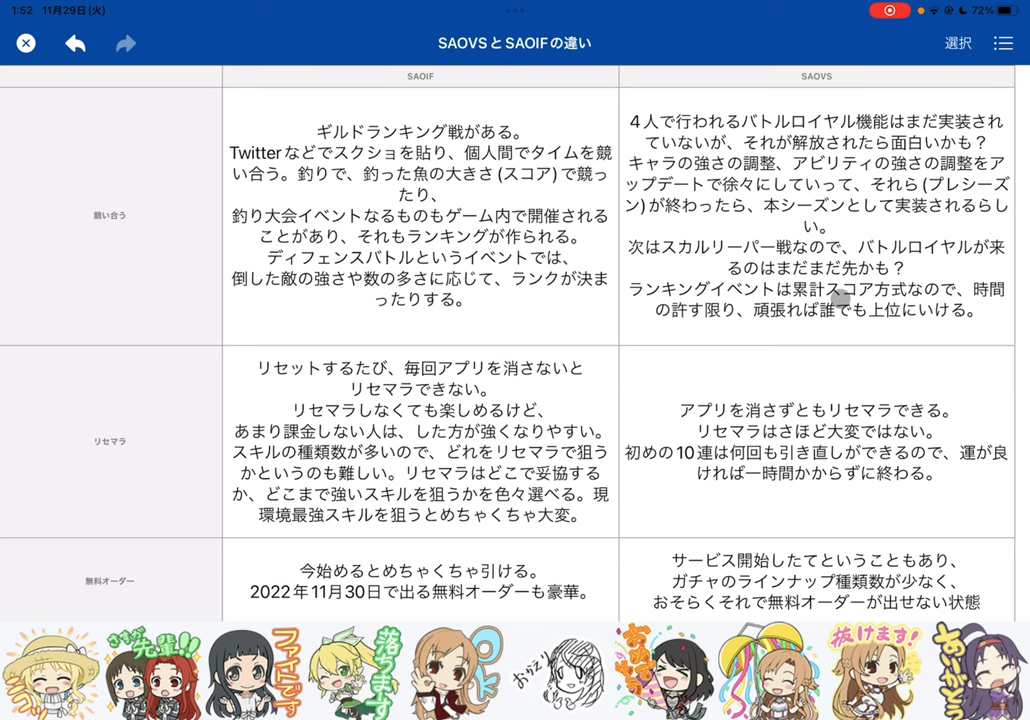 1:52 11月29日(火)
72%
SAOVSとSAOIFの違い
選択
SAOIF
SAOVS
競い合う
ギルドランキング戦がある。
Twitterなどでスクショを貼り、個人間でタイムを競
い合う。釣りで、釣った魚の大きさ(スコア)で競っ
たり、
釣り大会イベントなるものもゲーム内で開催される
ことがあり、それもランキングが作られる。
ディフェンスバトルというイベントでは、
倒した敵の強さや数の多さに応じて、ランクが決ま
ったりする。
4人で行われるバトルロイヤル機能はまだ実装され
ていないが、それが解放されたら面白いかも？
キャラの強さの調整、アビリティの強さの調整をア
ップデートで徐々にしていって、それら(プレシーズ
ン)が終わったら、本シーズンとして実装されるらし
い。
次はスカルリーパー戦なので、バトルロイヤルが来
るのはまだまだ先かも？
ランキングイベントは累計スコア方式なので、時間
の許す限り、頑張れば誰でも上位にいける。
リセマラ
リセットするたび、毎回アプリを消さないと
リセマラできない。
リセマラしなくても楽しめるけど、
あまり課金しない人は、した方が強くなりやすい。
スキルの種類数が多いので、どれをリセマラで狙う
かというのも難しい。リセマラはどこで妥協する
か、どこまで強いスキルを狙うかを色々選べる。現
環境最強スキルを狙うとめちゃくちゃ大変。
アプリを消さずともリセマラできる。
リセマラはさほど大変ではない。
初めの10連は何回も引き直しができるので、運が良
ければ一時間かからずに終わる。
無料オーダー
今始めるとめちゃくちゃ引ける。
2022年11月30日で出る無料オーダーも豪華。
サービス開始したてということもあり、
ガチャのラインナップ種類数が少なく、
おそらくそれで無料オーダーが出せない状態
さすが先輩!!
ファイトです
落ちます
OK
おかえり
抜けます!
ありがとう